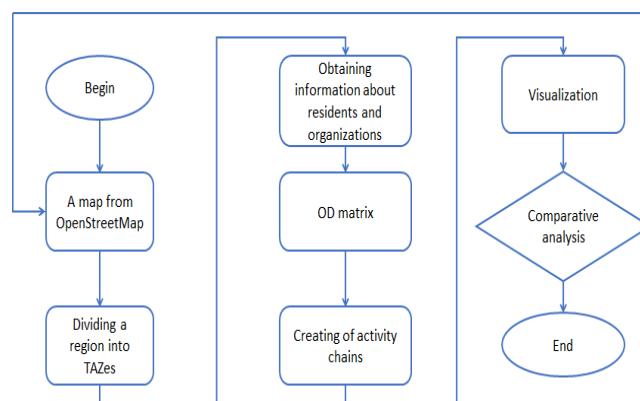 Begin
A map from
OpenStreetMap
Dividing a
region into
TAZes
Obtaining
information about
residents and
organizations
OD matrix
Creating of activity
chains
Visualization
Comparative
analysis
End